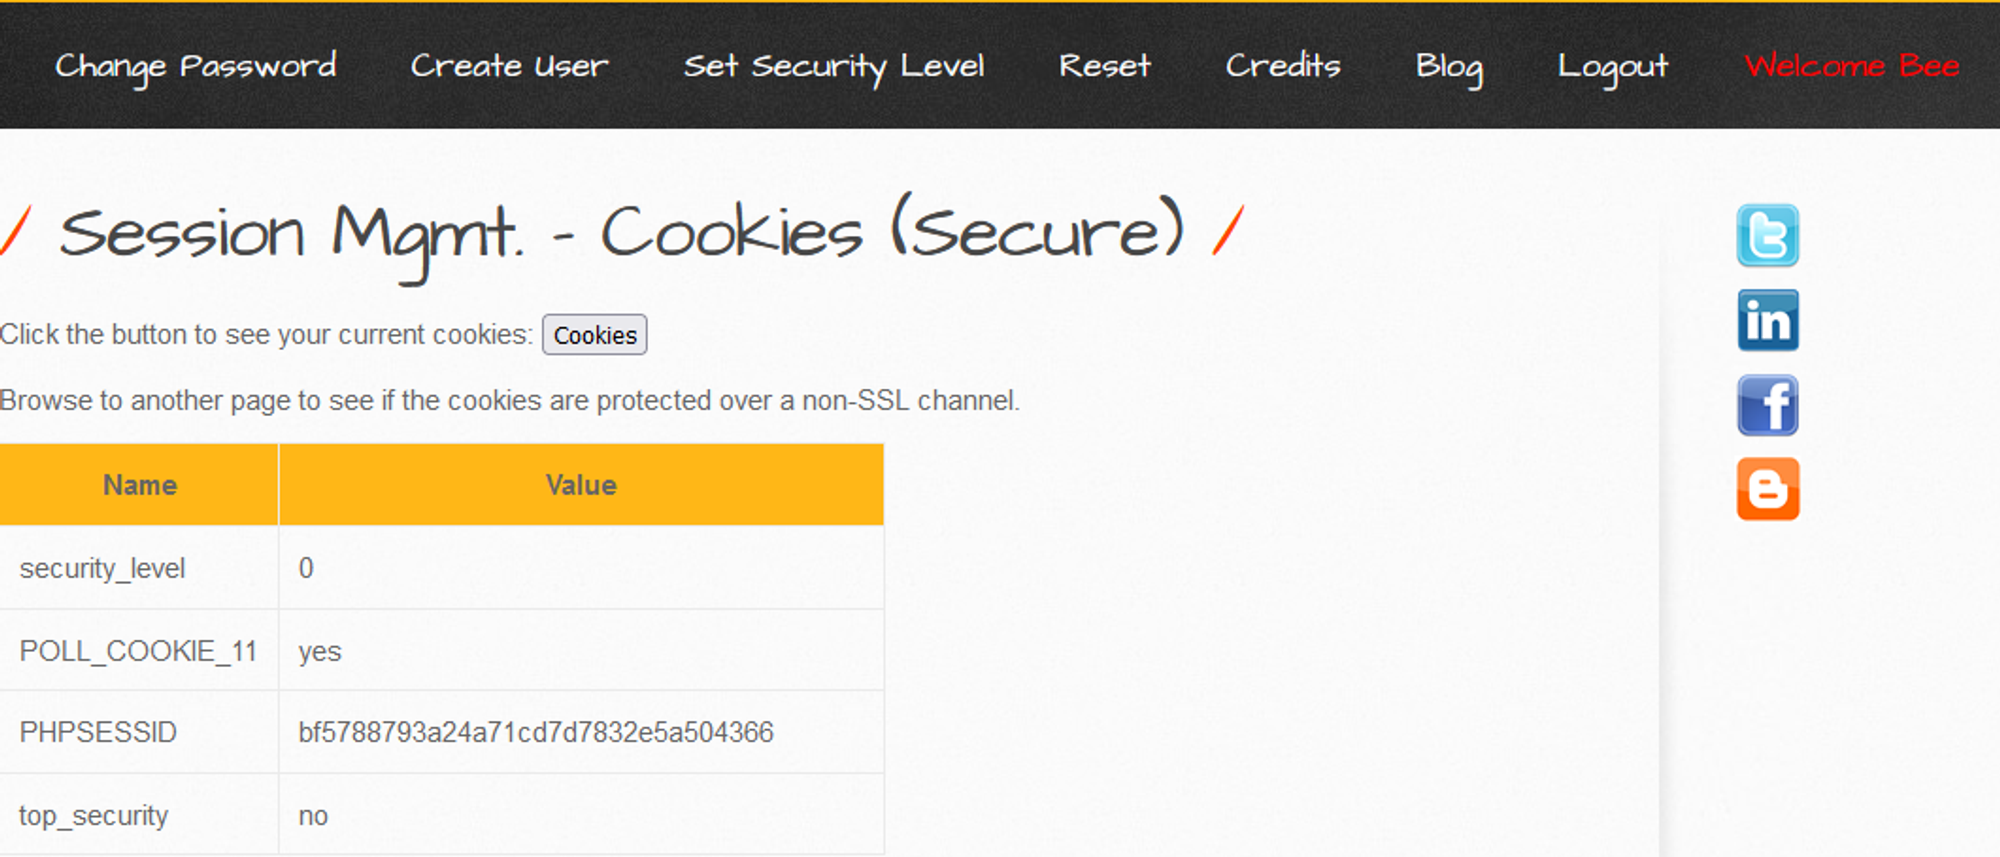 Change Password Create User Set Security Level Reset Credits Blog Logout Welcome Bee
/ Session Mgmt. - Cookies (Secure) /
Click the button to see your current cookies: Cookies
Browse to another page to see if the cookies are protected over a non-SSL channel.
Name Value
security_level 0
POLL_COOKIE_11 yes
PHPSESSID bf5788793a24a71cd7d7832e5a504366
top_security no